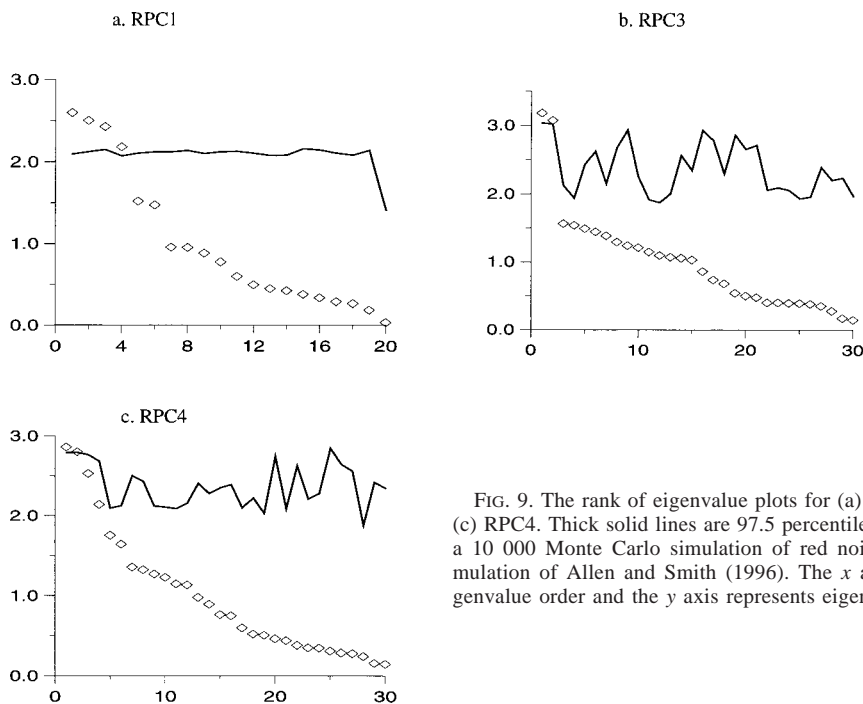 a. RPC1
3.0
2.0
1.0
0.0
0 4 8 12 16 20
b. RPC3
3.0
2.0
1.0
0.0
0 10 20 30
c. RPC4
3.0
2.0
1.0
0.0
0 10 20 30
FIG. 9. The rank of eigenvalue plots for (a)
(c) RPC4. Thick solid lines are 97.5 percentile
a 10 000 Monte Carlo simulation of red noi
mulation of Allen and Smith (1996). The x a
genvalue order and the y axis represents eiger